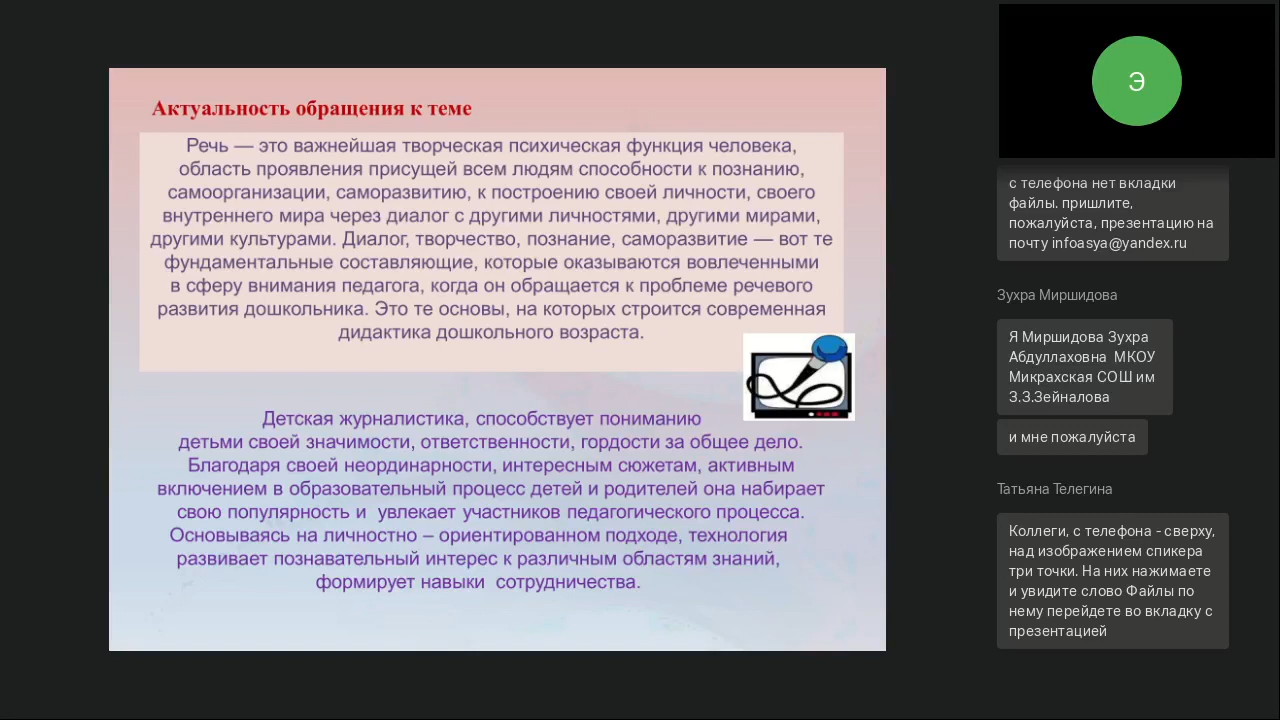 Актуальность обращения к теме
Речь — это важнейшая творческая психическая функция человека,
область проявления присущей всем людям способности к познанию,
самоорганизации, саморазвитию, к построению своей личности, своего
внутреннего мира через диалог с другими личностями, другими мирами,
другими культурами. Диалог, творчество, познание, саморазвитие — вот те
фундаментальные составляющие, которые оказываются вовлеченными
в сферу внимания педагога, когда он обращается к проблеме речевого
развития дошкольника. Это те основы, на которых строится современная
дидактика дошкольного возраста.
Детская журналистика, способствует пониманию
детьми своей значимости, ответственности, гордости за общее дело.
Благодаря своей неординарности, интересным сюжетам, активным
включением в образовательный процесс детей и родителей она набирает
свою популярность и  увлекает участников педагогического процесса.
Основываясь на личностно – ориентированном подходе, технология
развивает познавательный интерес к различным областям знаний,
формирует навыки  сотрудничества.
Э
с телефона нет вкладки
файлы. пришлите,
пожалуйста, презентацию на
почту infoasya@yandex.ru
Зухра Миршидова
Я Миршидова Зухра
Абдуллаховна  МКОУ
Микрахская СОШ им
З.З.Зейналова
и мне пожалуйста
Татьяна Телегина
Коллеги, с телефона - сверху,
над изображением спикера
три точки. На них нажимаете
и увидите слово Файлы по
нему перейдете во вкладку с
презентацией